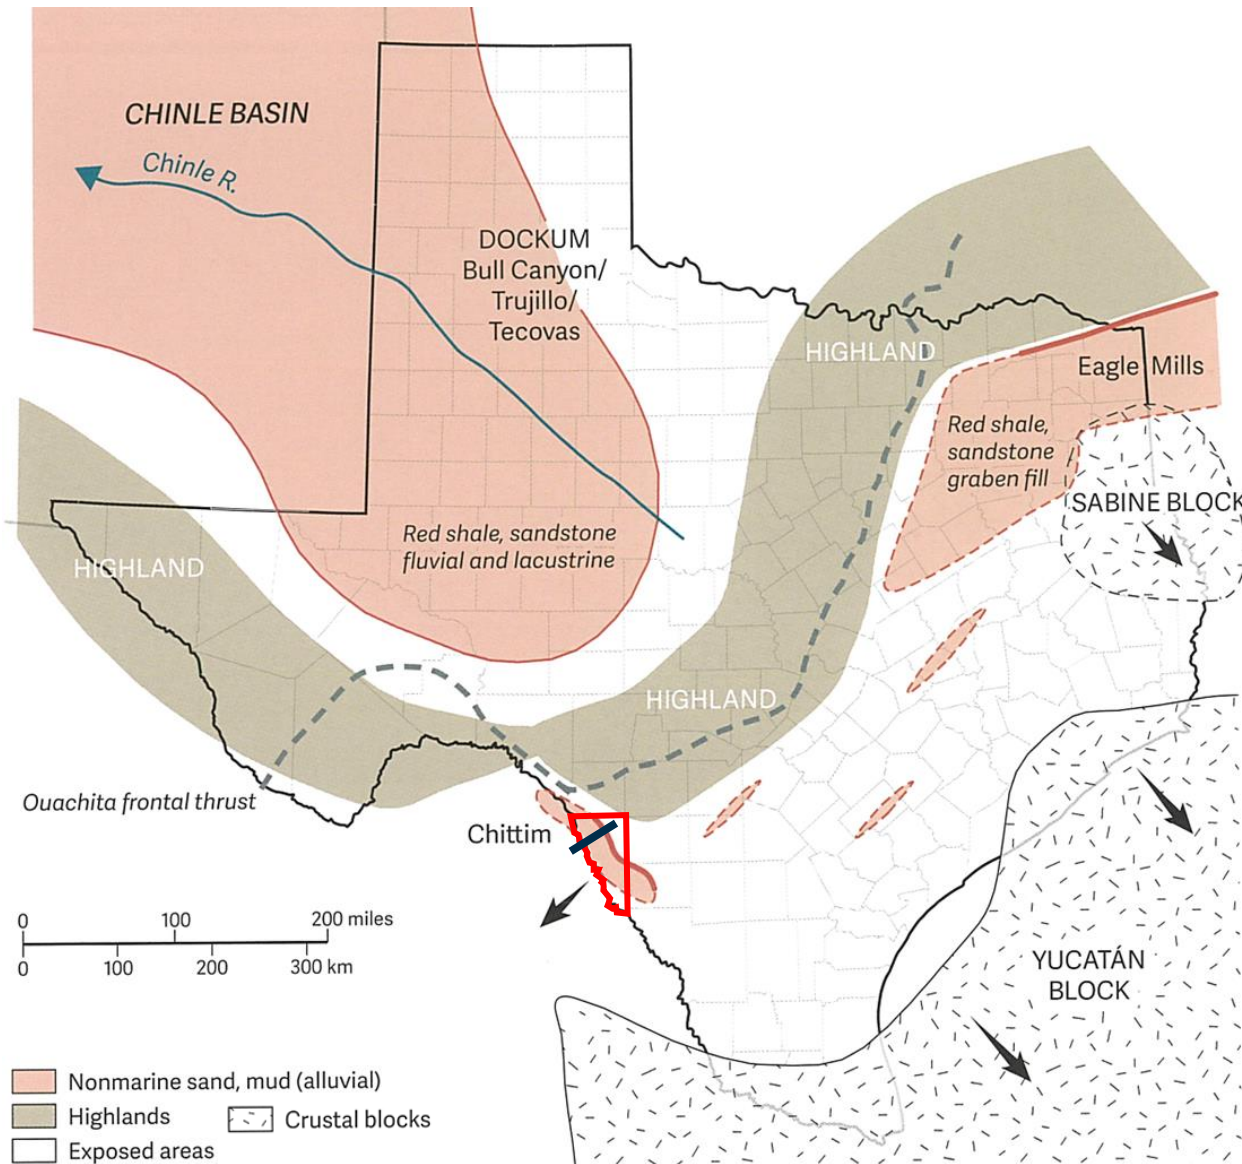 CHINLE BASIN
Chinle R.
DOCKUM
Bull Canyon/
Trujillo/
Tecovas
HIGHLAND
Eagle Mills
Red shale,
sandstone
graben fill
SABINE BLOCK
Red shale, sandstone
fluvial and lacustrine
HIGHLAND
HIGHLAND
Ouachita frontal thrust
Chittim
0 100 200 miles
0 100 200 300 km
YUCATÁN
BLOCK
Nonmarine sand, mud (alluvial)
Highlands
Crustal blocks
Exposed areas